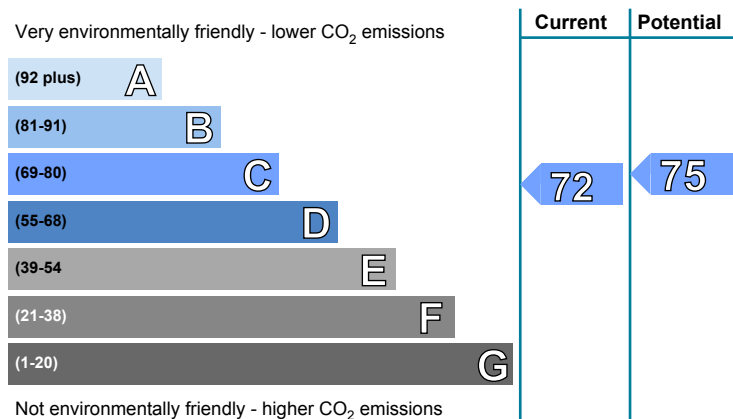 Very environmentally friendly - lower CO₂ emissions
Current
Potential
(92 plus) A
(81-91) B
(69-80) C
72
75
(55-68) D
(39-54 E
(21-38) F
(1-20) G
Not environmentally friendly - higher CO₂ emissions